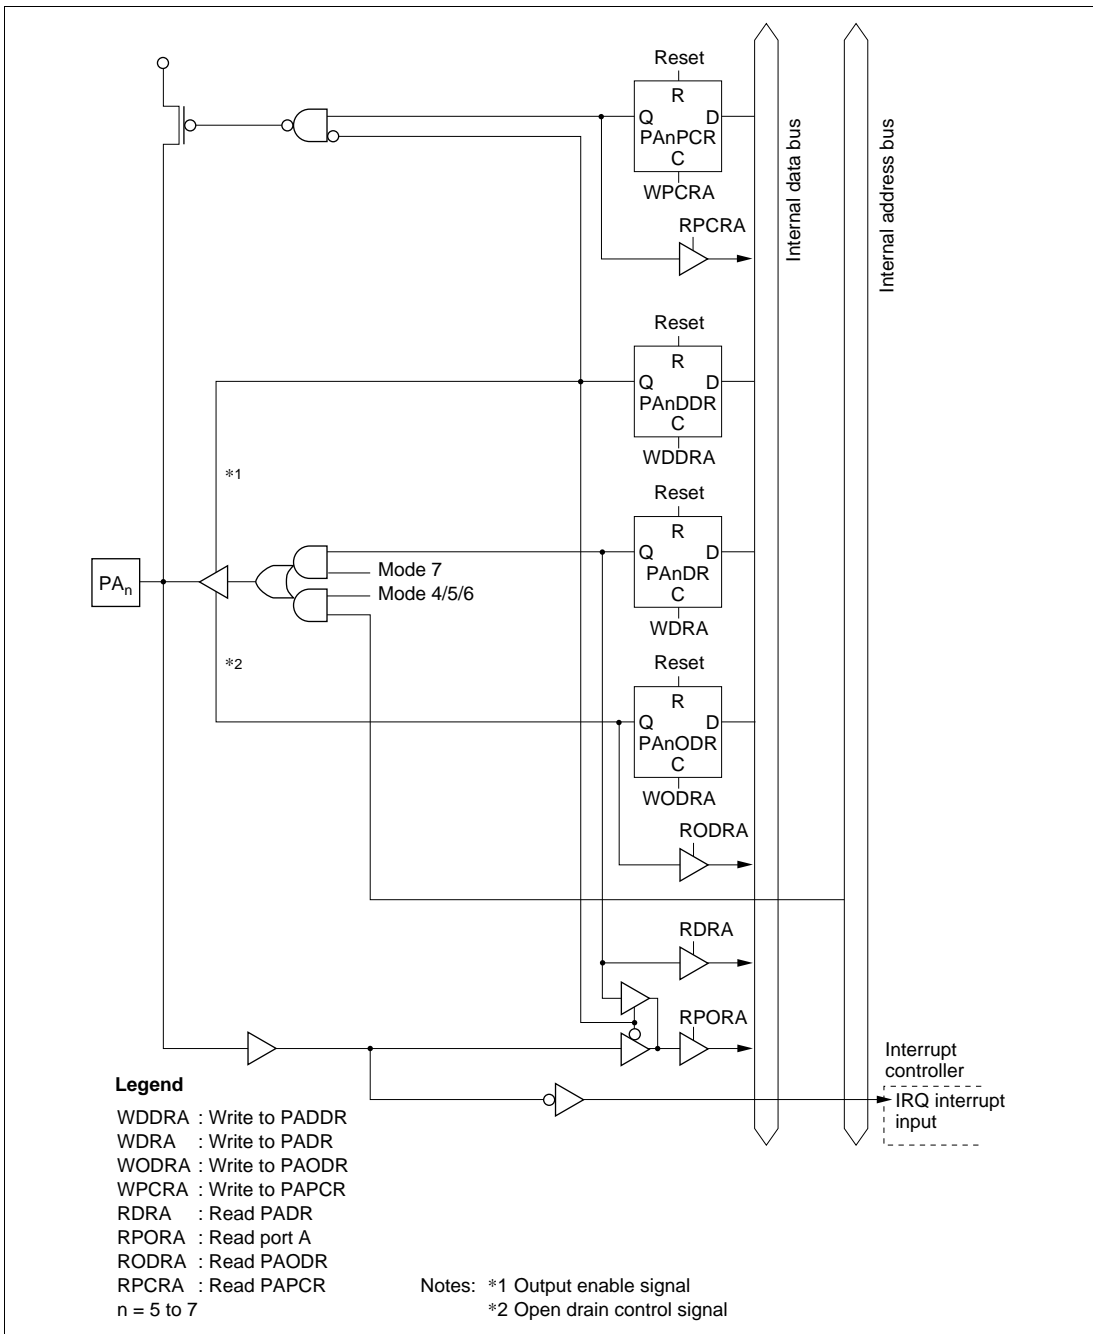 Reset
R
Q D
PAnPCR
C
WPCRA
RPCRA
Internal data bus
Internal address bus
Reset
R
Q D
PAnDDR
C
WDDRA
*1
Reset
R
Q D
PAnDR
C
WDRA
PAn
Mode 7
Mode 4/5/6
*2
Reset
R
Q D
PAnODR
C
WODRA
RODRA
RDRA
RPORA
Interrupt
controller
IRQ interrupt
input
Legend
WDDRA : Write to PADDR
WDRA : Write to PADR
WODRA : Write to PAODR
WPCRA : Write to PAPCR
RDRA : Read PADR
RPORA : Read port A
RODRA : Read PAODR
RPCRA : Read PAPCR
n = 5 to 7
Notes: *1 Output enable signal
*2 Open drain control signal